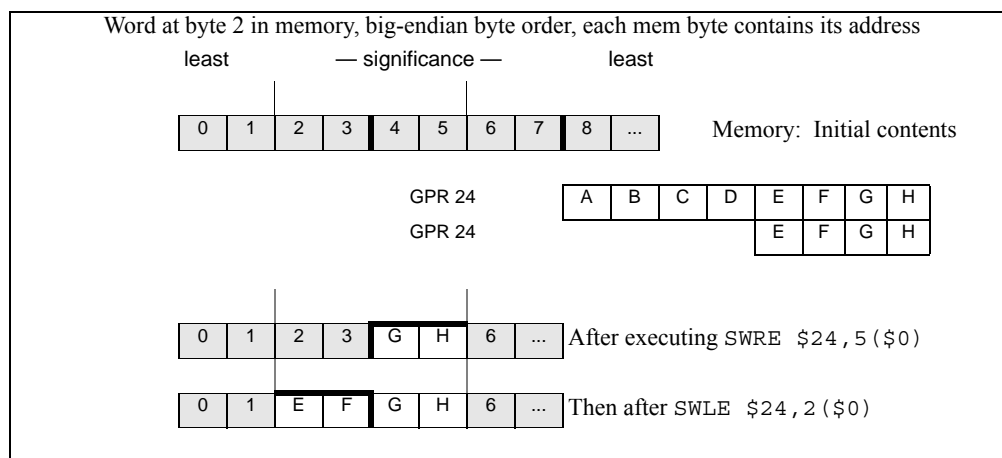 Word at byte 2 in memory, big-endian byte order, each mem byte contains its address
least — significance — least
0 1 2 3 4 5 6 7 8 ... Memory: Initial contents
GPR 24 A B C D E F G H
GPR 24 E F G H
0 1 2 3 G H 6 ... After executing SWRE $24,5($0)
0 1 E F G H 6 ... Then after SWLE $24,2($0)